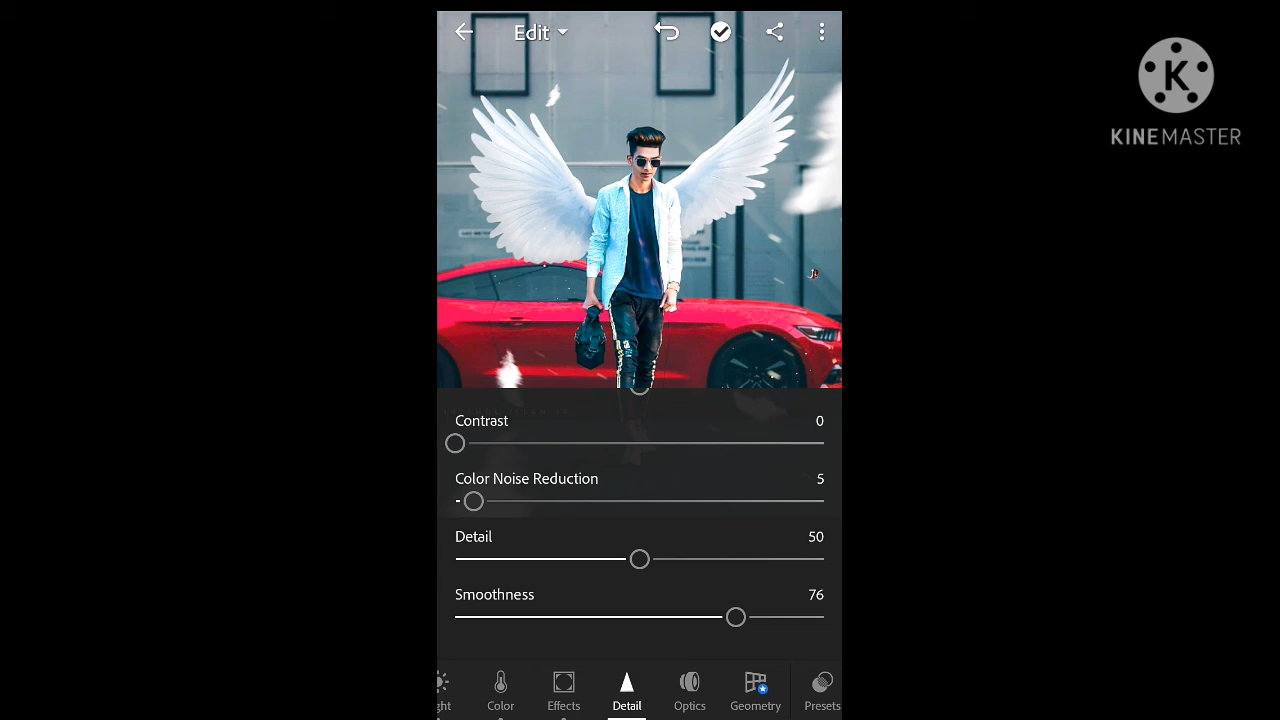 Edit
K
KINEMASTER
Contrast 0
Color Noise Reduction 5
Detail 50
Smoothness 76
ght Color Effects Detail Optics Geometry Presets